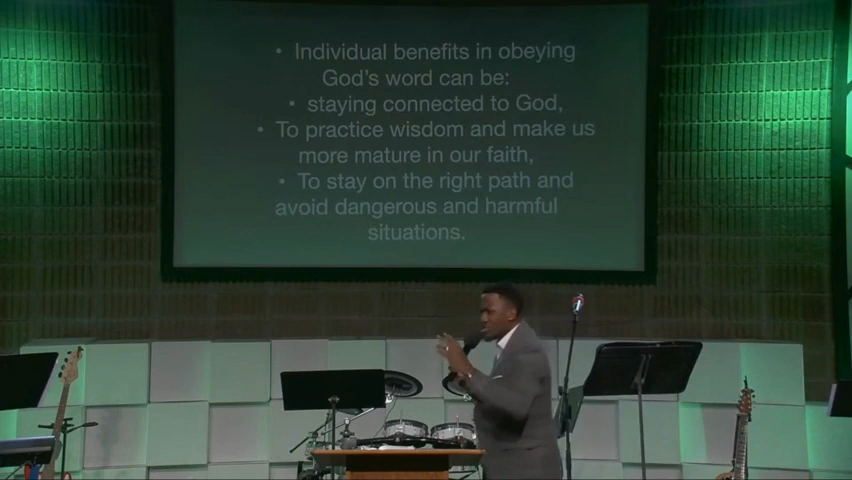 • Individual benefits in obeying
God's word can be:
• staying connected to God,
• To practice wisdom and make us
more mature in our faith,
• To stay on the right path and
avoid dangerous and harmful
situations.